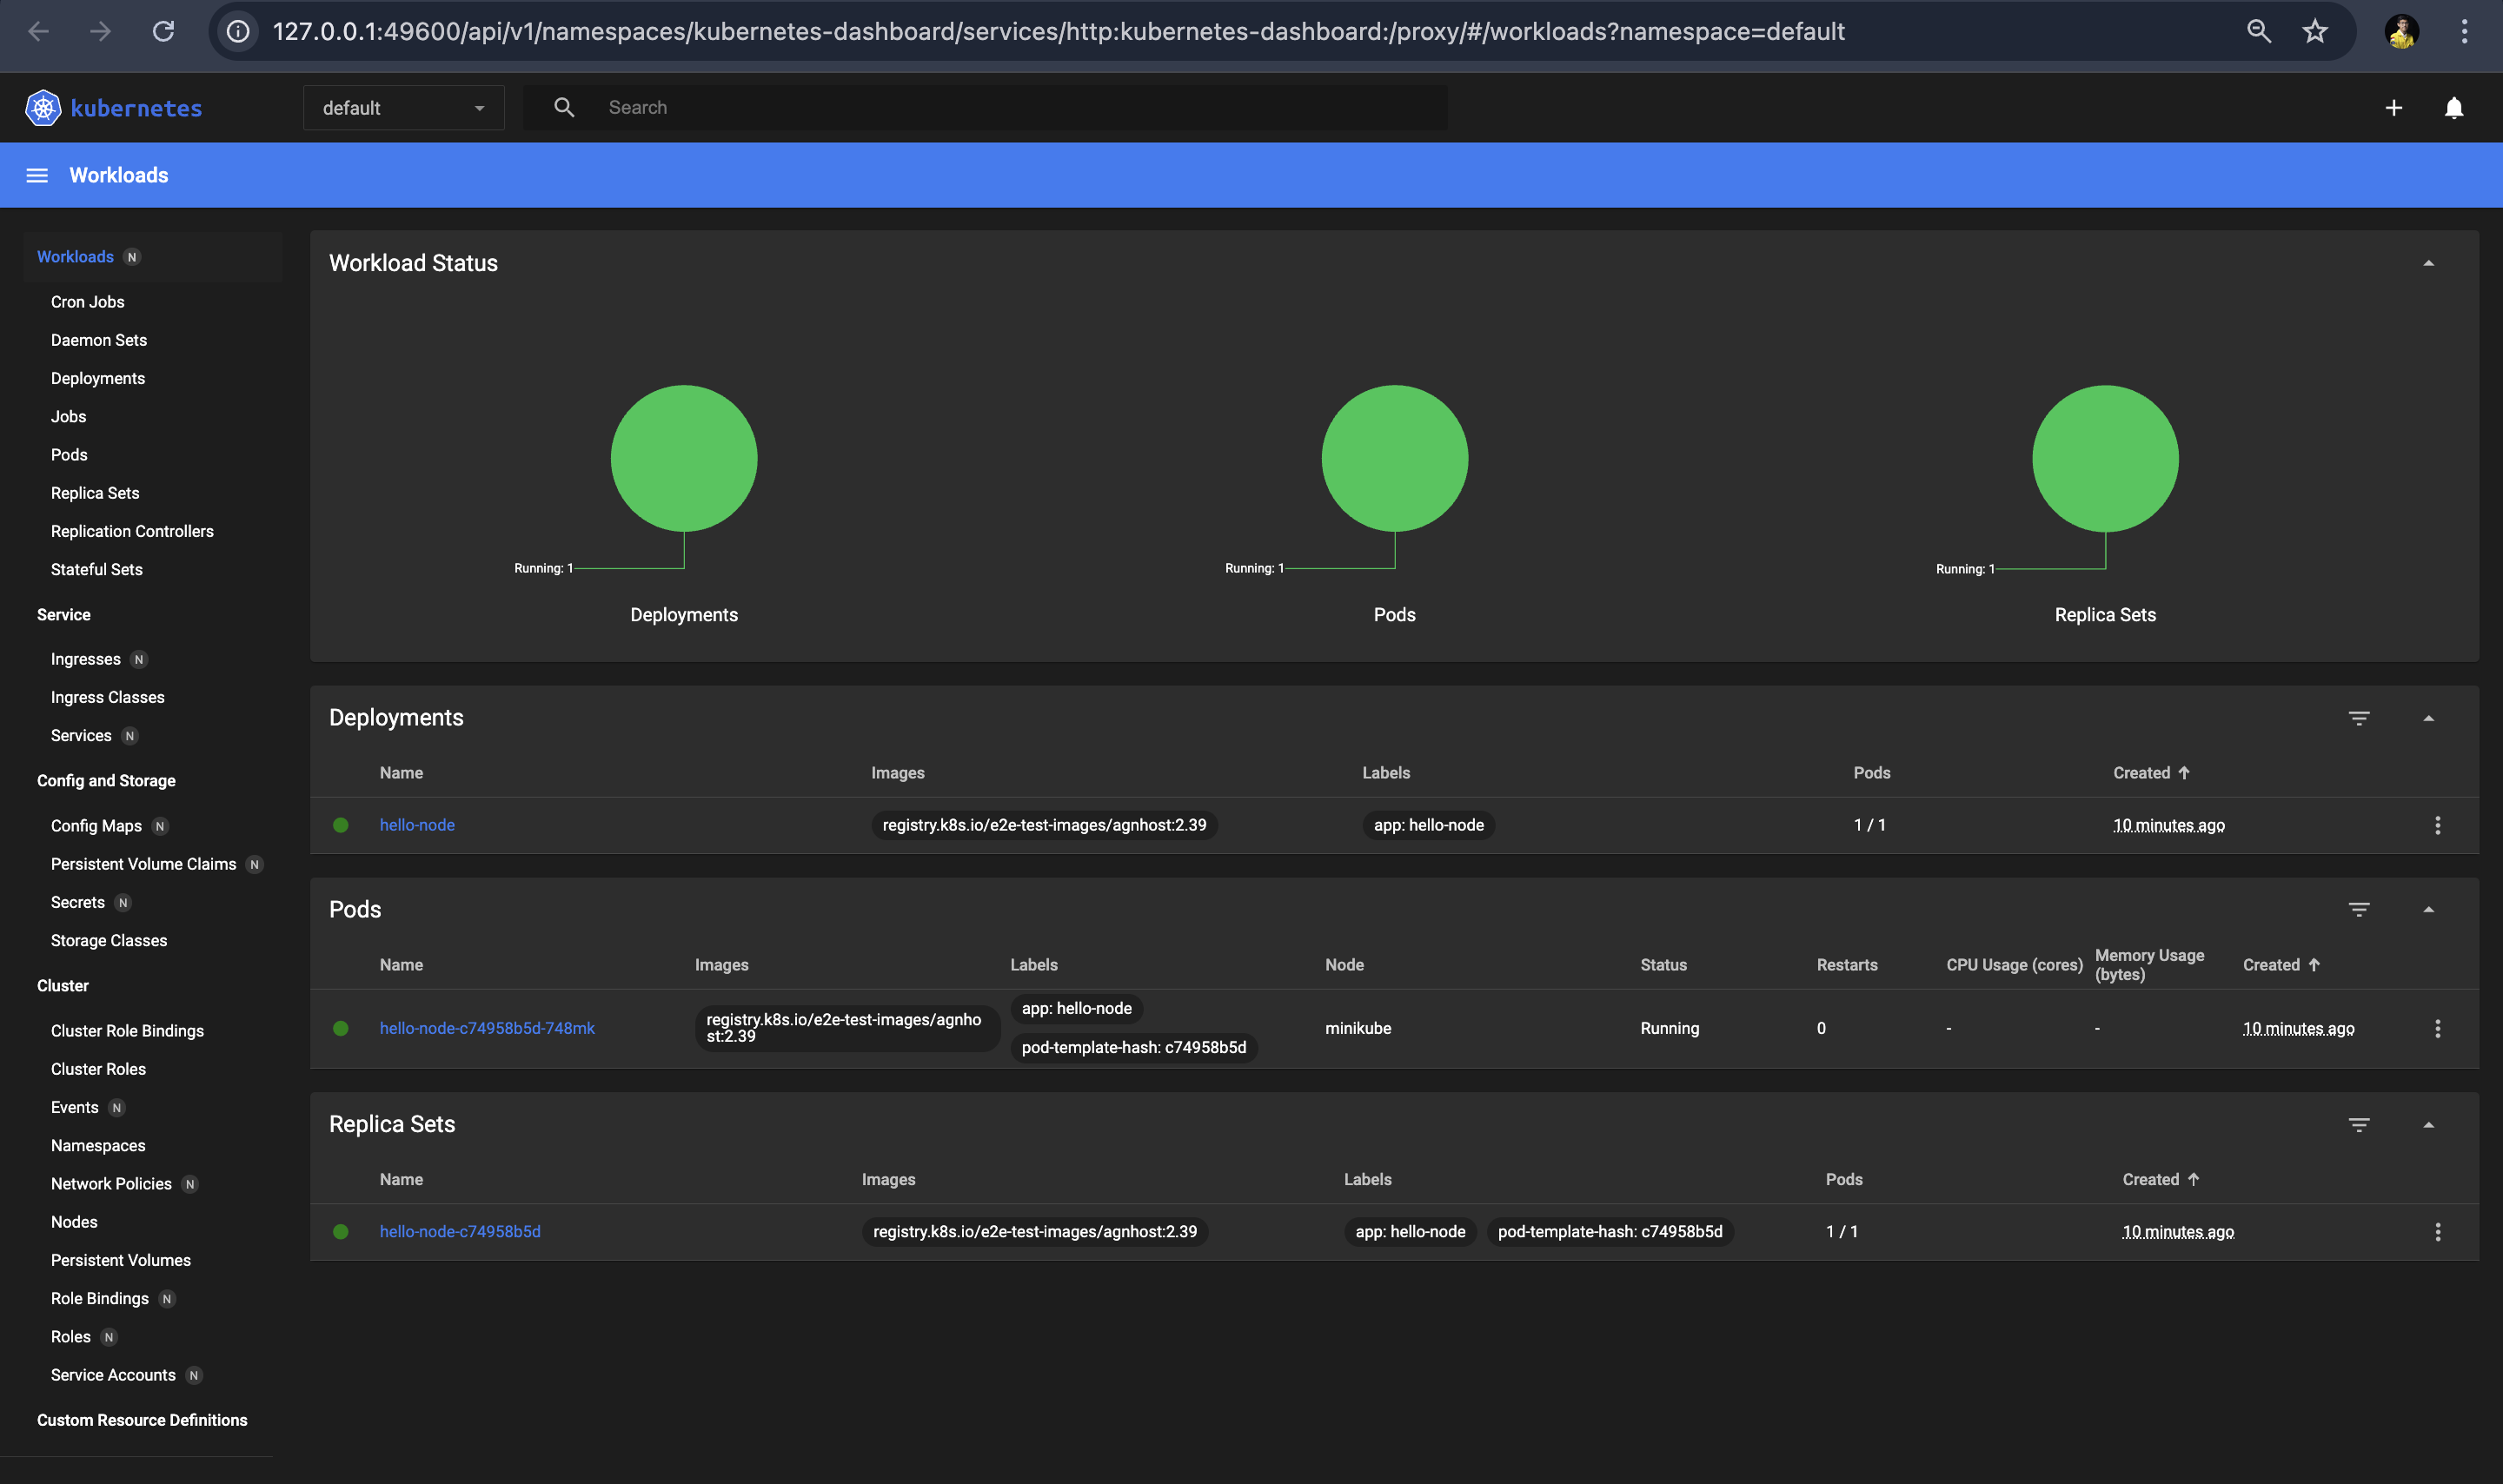 127.0.0.1:49600/api/v1/namespaces/kubernetes-dashboard/services/http:kubernetes-dashboard:/proxy/#/workloads?namespace=default
kubernetes
default
Search
Workloads
Workloads N
Cron Jobs
Daemon Sets
Deployments
Jobs
Pods
Replica Sets
Replication Controllers
Stateful Sets
Service
Ingresses N
Ingress Classes
Services N
Config and Storage
Config Maps N
Persistent Volume Claims N
Secrets N
Storage Classes
Cluster
Cluster Role Bindings
Cluster Roles
Events N
Namespaces
Network Policies N
Nodes
Persistent Volumes
Role Bindings N
Roles N
Service Accounts N
Custom Resource Definitions
Workload Status
Running: 1
Deployments
Running: 1
Pods
Running: 1
Replica Sets
Deployments
Name Images Labels Pods Created
hello-node registry.k8s.io/e2e-test-images/agnhost:2.39 app: hello-node 1 / 1 10 minutes ago
Pods
Name Images Labels Node Status Restarts CPU Usage (cores) Memory Usage (bytes) Created
hello-node-c74958b5d-748mk registry.k8s.io/e2e-test-images/agnhost:2.39 app: hello-node pod-template-hash: c74958b5d minikube Running 0 - - 10 minutes ago
Replica Sets
Name Images Labels Pods Created
hello-node-c74958b5d registry.k8s.io/e2e-test-images/agnhost:2.39 app: hello-node pod-template-hash: c74958b5d 1 / 1 10 minutes ago